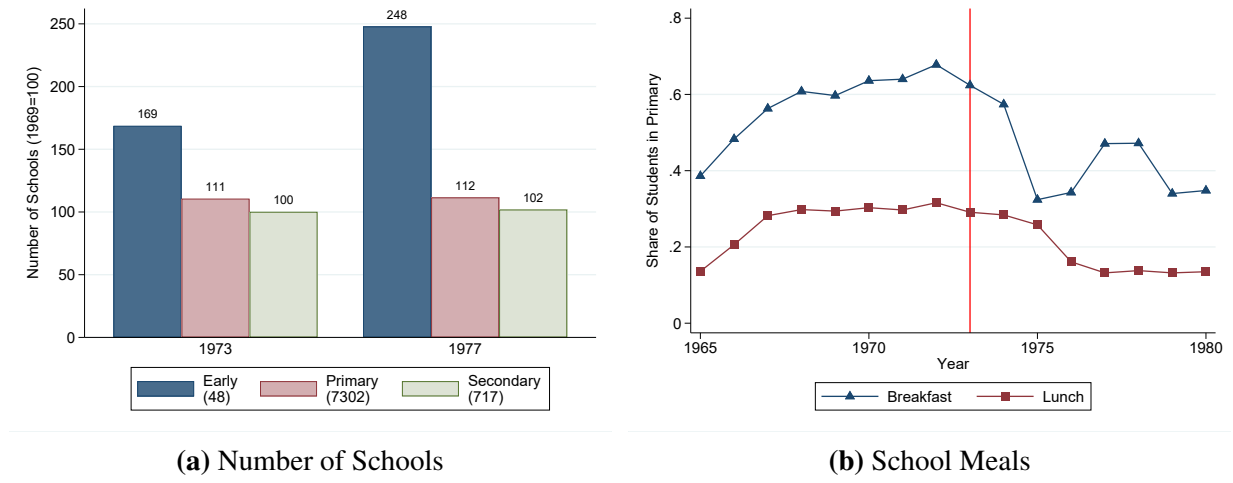 Number of Schools (1969=100)
250
200
150
100
50
0
169
111
100
248
112
102
1973
1977
Early
(48)
Primary
(7302)
Secondary
(717)
(a) Number of Schools
Share of Students in Primary
.8
.6
.4
.2
0
1965
1970
1975
1980
Year
Breakfast
Lunch
(b) School Meals